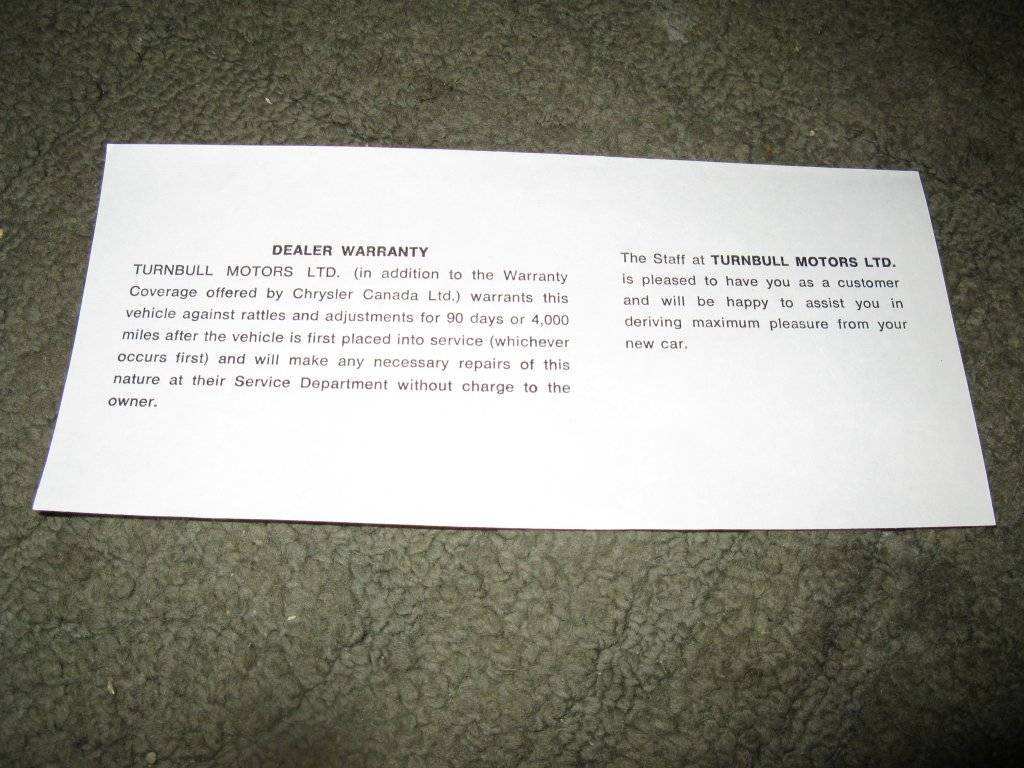 DEALER WARRANTY
TURNBULL MOTORS LTD. (in addition to the Warranty
Coverage offered by Chrysler Canada Ltd.) warrants this
vehicle against rattles and adjustments for 90 days or 4,000
miles after the vehicle is first placed into service (whichever
occurs first) and will make any necessary repairs of this
nature at their Service Department without charge to the
owner.
The Staff at TURNBULL MOTORS LTD.
is pleased to have you as a customer
and will be happy to assist you in
deriving maximum pleasure from your
new car.